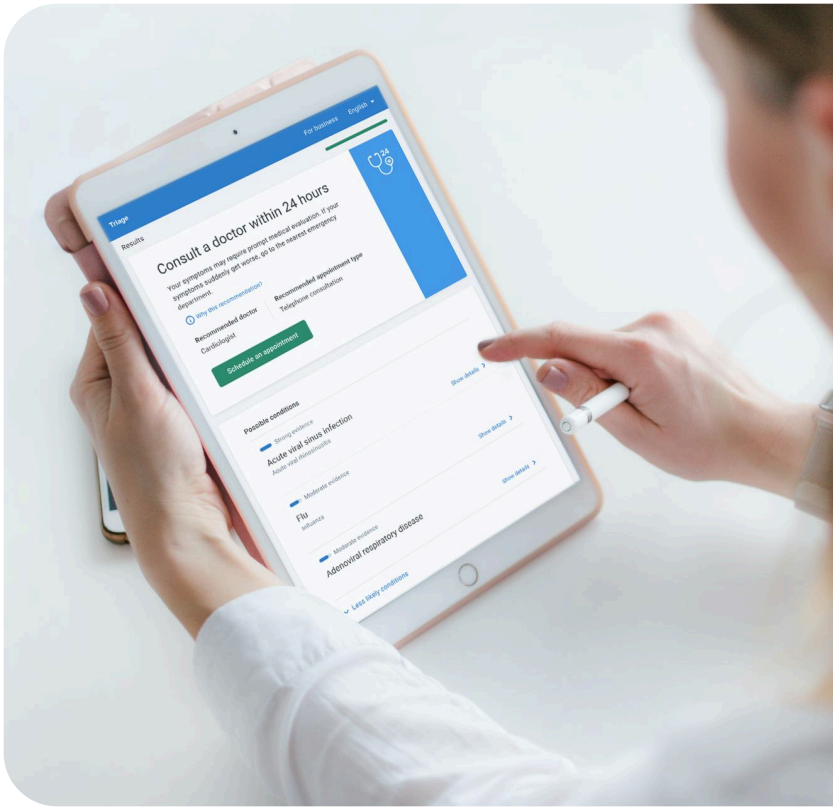 For business English
Triage
Results
24
Consult a doctor within 24 hours
Your symptoms may require prompt medical evaluation. If your
symptoms suddenly get worse, go to the nearest emergency
department.
Why this recommendation?
Recommended doctor Recommended appointment type
Cardiologist Telephone consultation
Schedule an appointment
Possible conditions
Strong evidence
Acute viral sinus infection Show details
Acute viral rhinosinusitis
Moderate evidence
Flu Show details
Moderate evidence
Adenoviral respiratory disease Show details
Less likely conditions